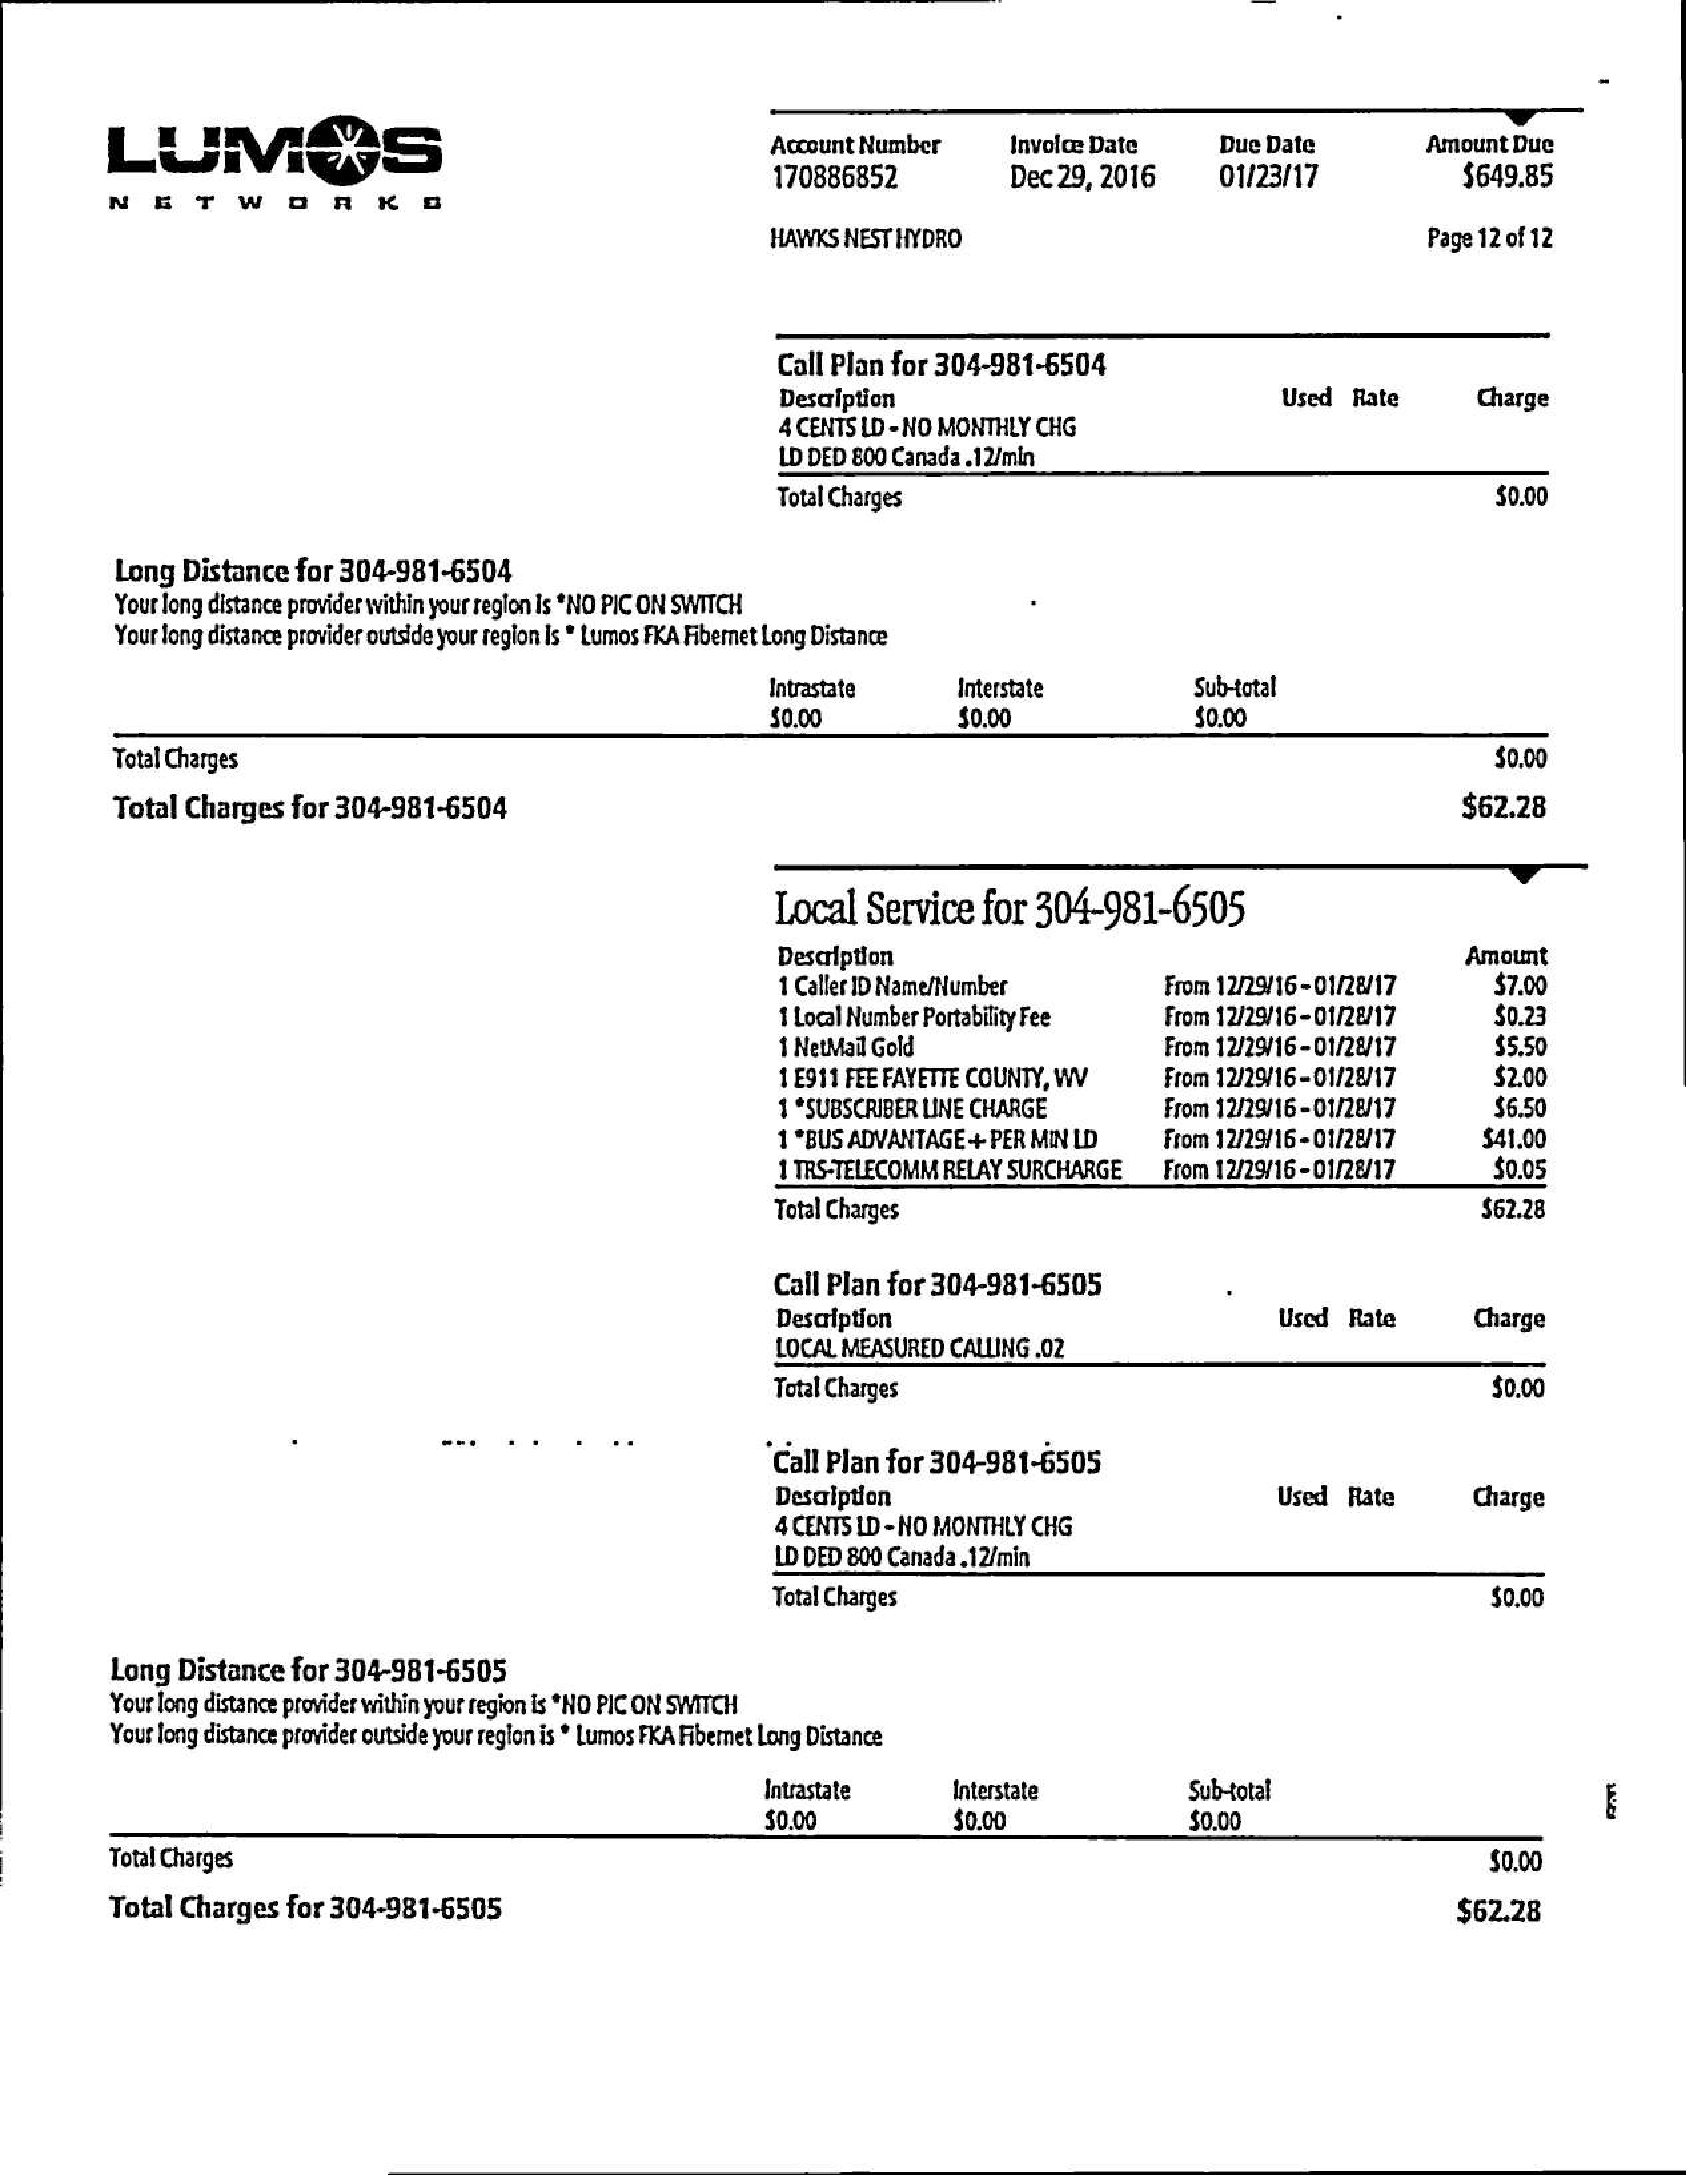 LUMOS
NETWORKS
Account Number Invoice Date Due Date Amount Due
170886852 Dec 29, 2016 01/23/17 $649.85
HAWKS NEST HYDRO Page 12 of 12
Call Plan for 304-981-6504
Description Used Rate Charge
4 CENTS LD - NO MONTHLY CHG
LD DED 800 Canada .12/min
Total Charges $0.00
Long Distance for 304-981-6504
Your long distance provider within your region is *NO PIC ON SWITCH
Your long distance provider outside your region is * Lumos FKA Fibernet Long Distance
Intrastate Interstate Sub-total
$0.00 $0.00 $0.00
Total Charges $0.00
Total Charges for 304-981-6504 $62.28
Local Service for 304-981-6505
Description Amount
1 Caller ID Name/Number From 12/29/16 - 01/28/17 $7.00
1 Local Number Portability Fee From 12/29/16 - 01/28/17 $0.23
1 NetMail Gold From 12/29/16 - 01/28/17 $5.50
1 E911 FEE FAYETTE COUNTY, WV From 12/29/16 - 01/28/17 $2.00
1 *SUBSCRIBER LINE CHARGE From 12/29/16 - 01/28/17 $6.50
1 *BUS ADVANTAGE+ PER MIN LD From 12/29/16 - 01/28/17 $41.00
1 TRS-TELECOMM RELAY SURCHARGE From 12/29/16 - 01/28/17 $0.05
Total Charges $62.28
Call Plan for 304-981-6505
Description Used Rate Charge
LOCAL MEASURED CALLING .02
Total Charges $0.00
Call Plan for 304-981-6505
Description Used Rate Charge
4 CENTS LD - NO MONTHLY CHG
LD DED 800 Canada .12/min
Total Charges $0.00
Long Distance for 304-981-6505
Your long distance provider within your region is *NO PIC ON SWITCH
Your long distance provider outside your region is * Lumos FKA Fibernet Long Distance
Intrastate Interstate Sub-total
$0.00 $0.00 $0.00
Total Charges $0.00
Total Charges for 304-981-6505 $62.28